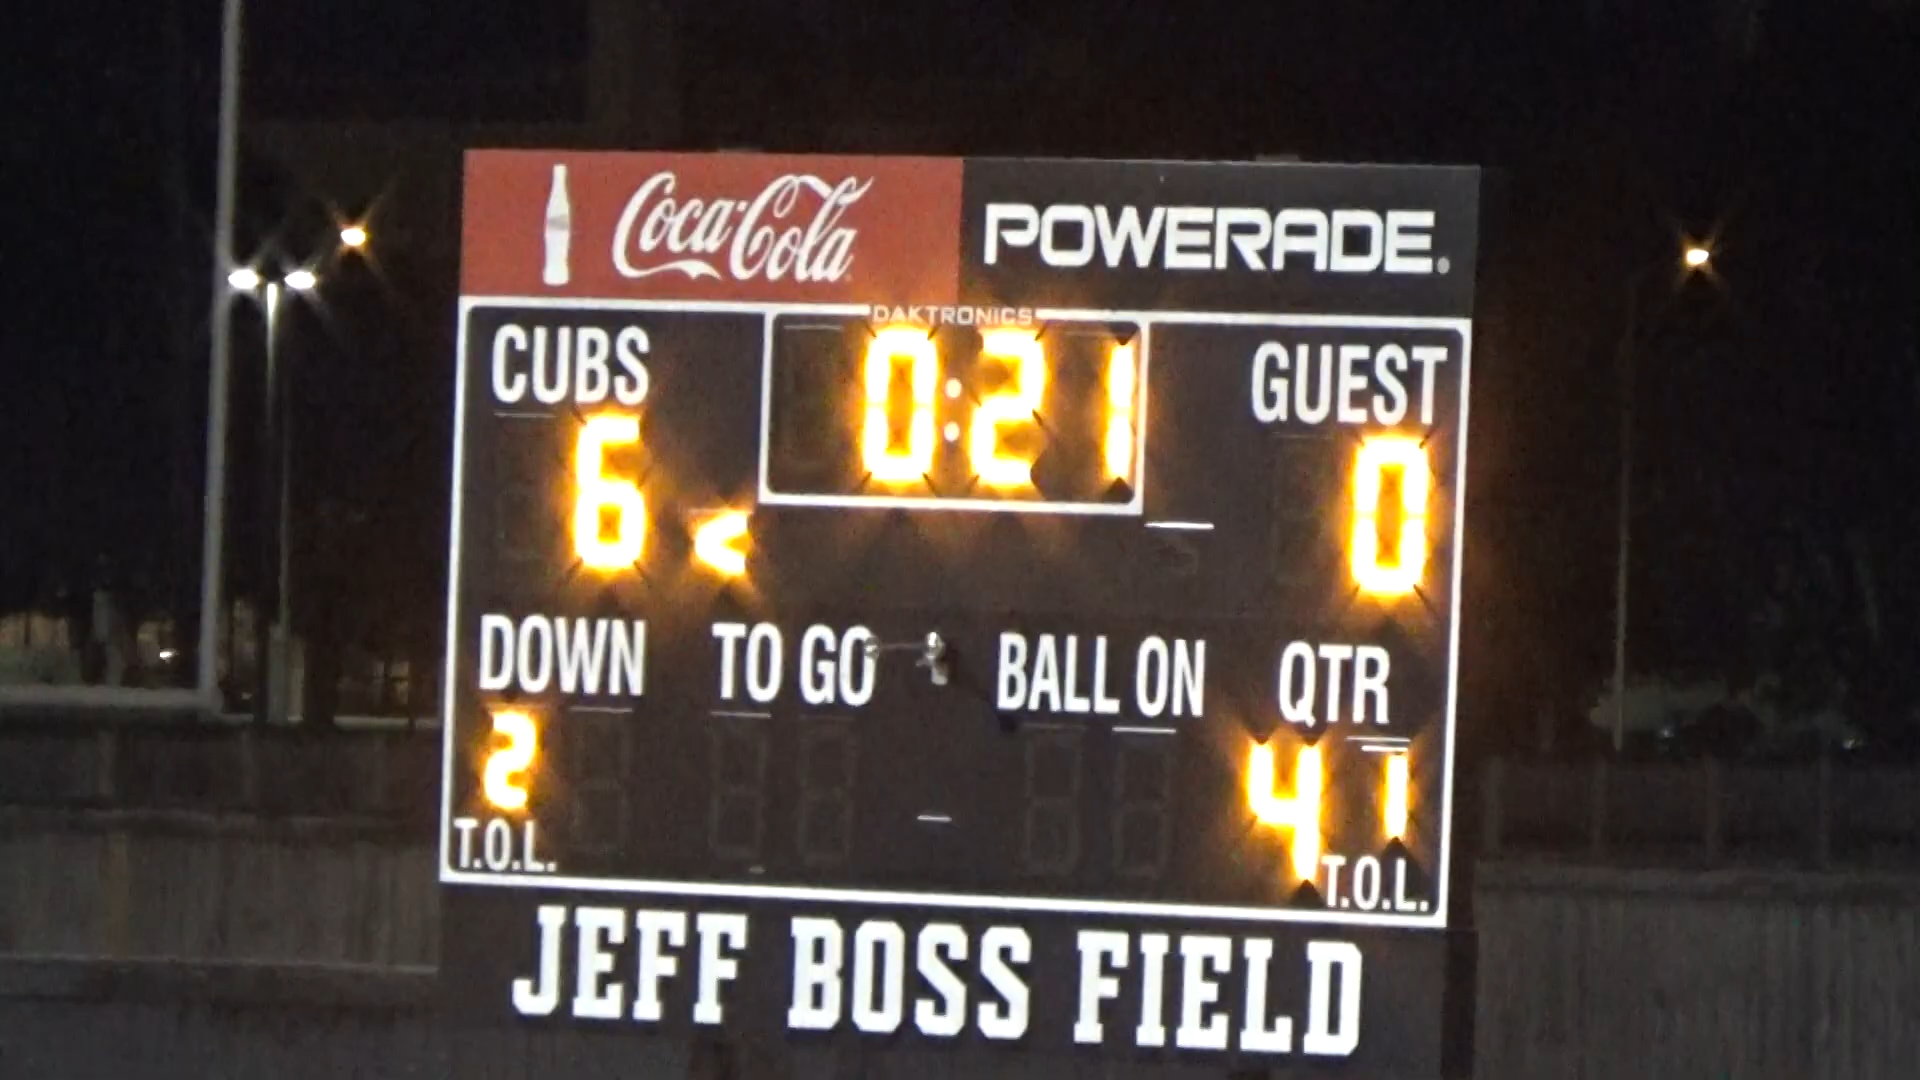 Coca-Cola POWERADE
DAKTRONICS
CUBS 0:21 GUEST
6 < 0
DOWN TO GO BALL ON QTR
2 4 1
T.O.L. T.O.L.
JEFF BOSS FIELD